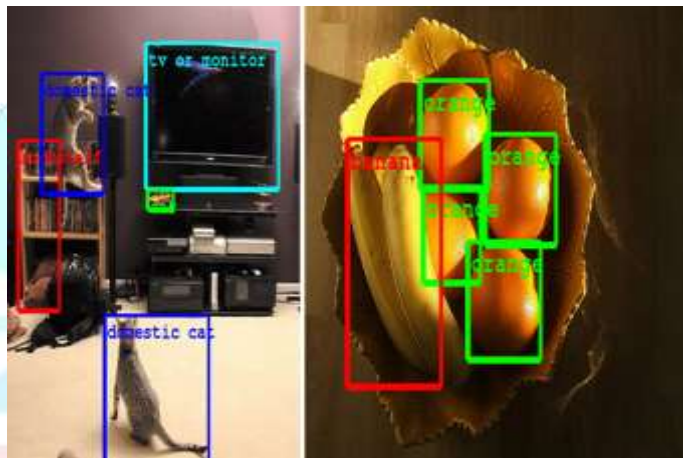 tv or monitor
domestic cat
bookshelf
domestic cat
orange
banana
orange
orange
orange